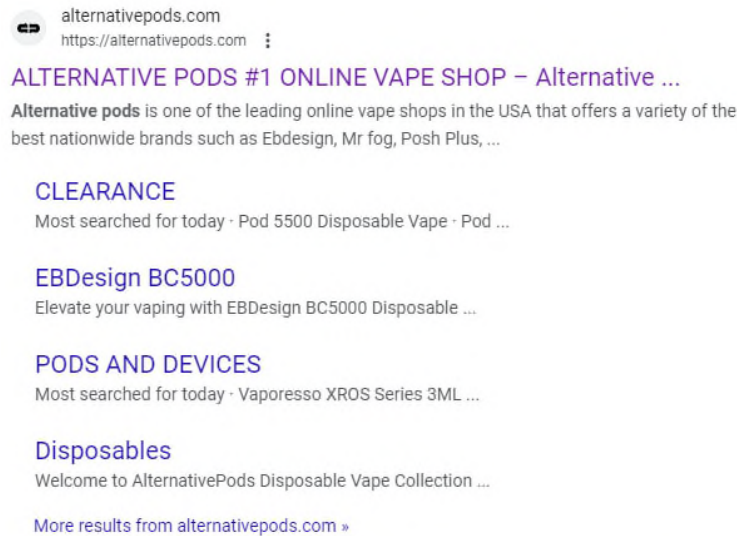 alternativepods.com
https://alternativepods.com
ALTERNATIVE PODS #1 ONLINE VAPE SHOP – Alternative ...
Alternative pods is one of the leading online vape shops in the USA that offers a variety of the
best nationwide brands such as Ebdesign, Mr fog, Posh Plus, ...
CLEARANCE
Most searched for today · Pod 5500 Disposable Vape · Pod ...
EBDesign BC5000
Elevate your vaping with EBDesign BC5000 Disposable ...
PODS AND DEVICES
Most searched for today · Vaporesso XROS Series 3ML ...
Disposables
Welcome to AlternativePods Disposable Vape Collection ...
More results from alternativepods.com »